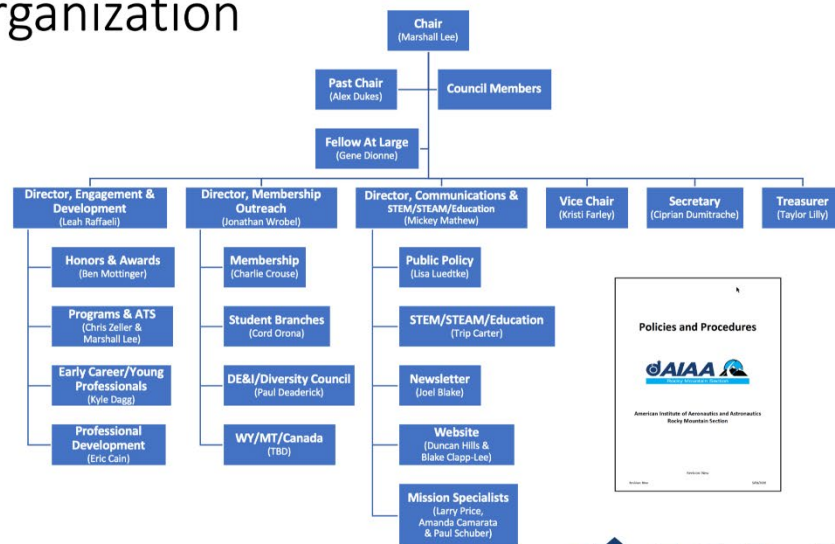 rganization
Chair
(Marshall Lee)
Past Chair
(Alex Dukes)
Council Members
Fellow At Large
(Gene Dionne)
Director, Engagement &
Development
(Leah Raffaeli)
Director, Membership
Outreach
(Jonathan Wrobel)
Director, Communications &
STEM/STEAM/Education
(Mickey Mathew)
Vice Chair
(Kristi Farley)
Secretary
(Ciprian Dumitrache)
Treasurer
(Taylor Lilly)
Honors & Awards
(Ben Mottinger)
Programs & ATS
(Chris Zeller &
Marshall Lee)
Early Career/Young
Professionals
(Kyle Dagg)
Professional
Development
(Eric Cain)
Membership
(Charlie Crouse)
Student Branches
(Cord Orona)
DE&I/Diversity Council
(Paul Deaderick)
WY/MT/Canada
(TBD)
Public Policy
(Lisa Luedtke)
STEM/STEAM/Education
(Trip Carter)
Newsletter
(Joel Blake)
Website
(Duncan Hills &
Blake Clapp-Lee)
Mission Specialists
(Larry Price,
Amanda Camarata
& Paul Schuber)
Policies and Procedures
AIAA
Rocky Mountain Section
American Institute of Aeronautics and Astronautics
Rocky Mountain Section